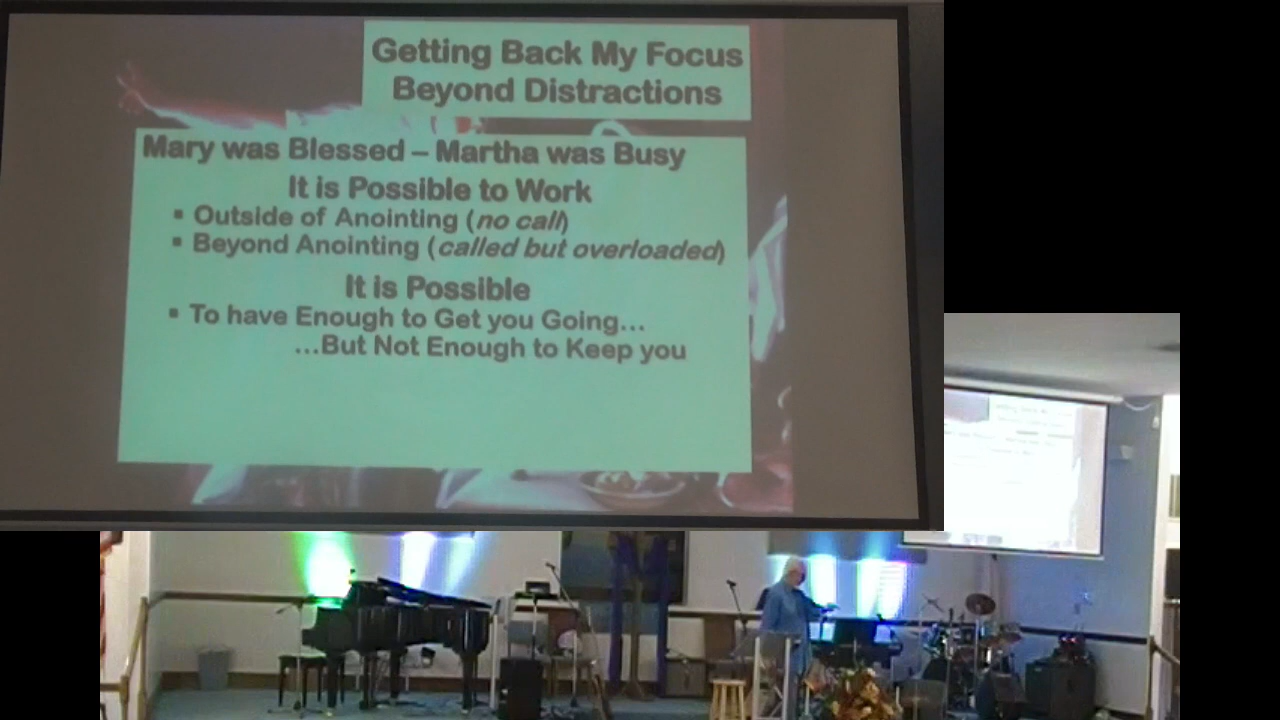 Getting Back My Focus
Beyond Distractions
Mary was Blessed – Martha was Busy
It is Possible to Work
▪ Outside of Anointing (no call)
▪ Beyond Anointing (called but overloaded)
It is Possible
▪ To have Enough to Get you Going...
...But Not Enough to Keep you